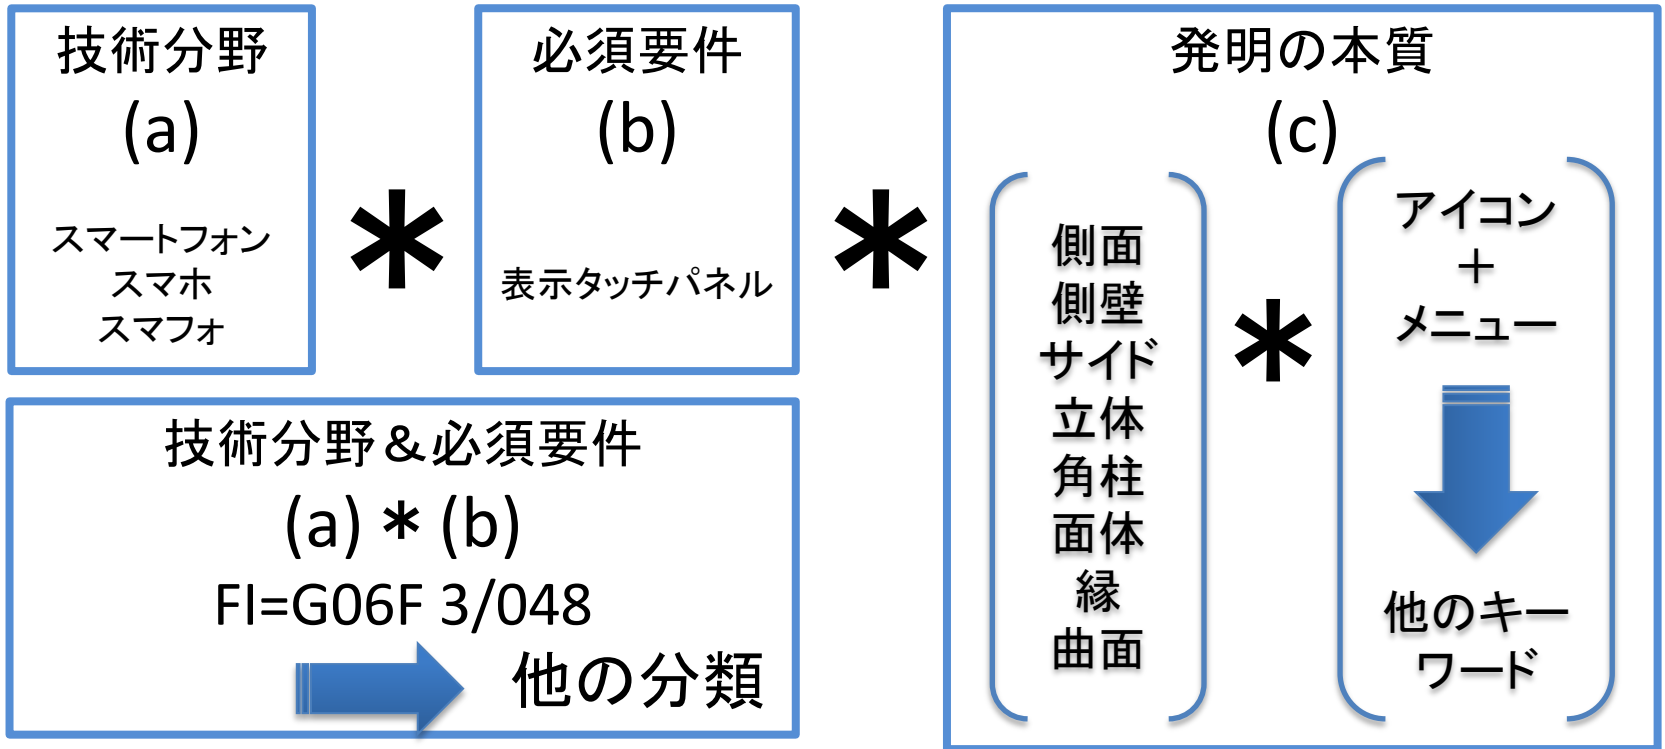 技術分野
(a)
スマートフォン
スマホ
スマフォ
*
必須要件
(b)
表示タッチパネル
*
発明の本質
(c)
側面
側壁
サイド
立体
角柱
面体
縁
曲面
*
アイコン
+
メニュー
他のキー
ワード
技術分野&必須要件
(a) * (b)
FI=G06F 3/048
他の分類